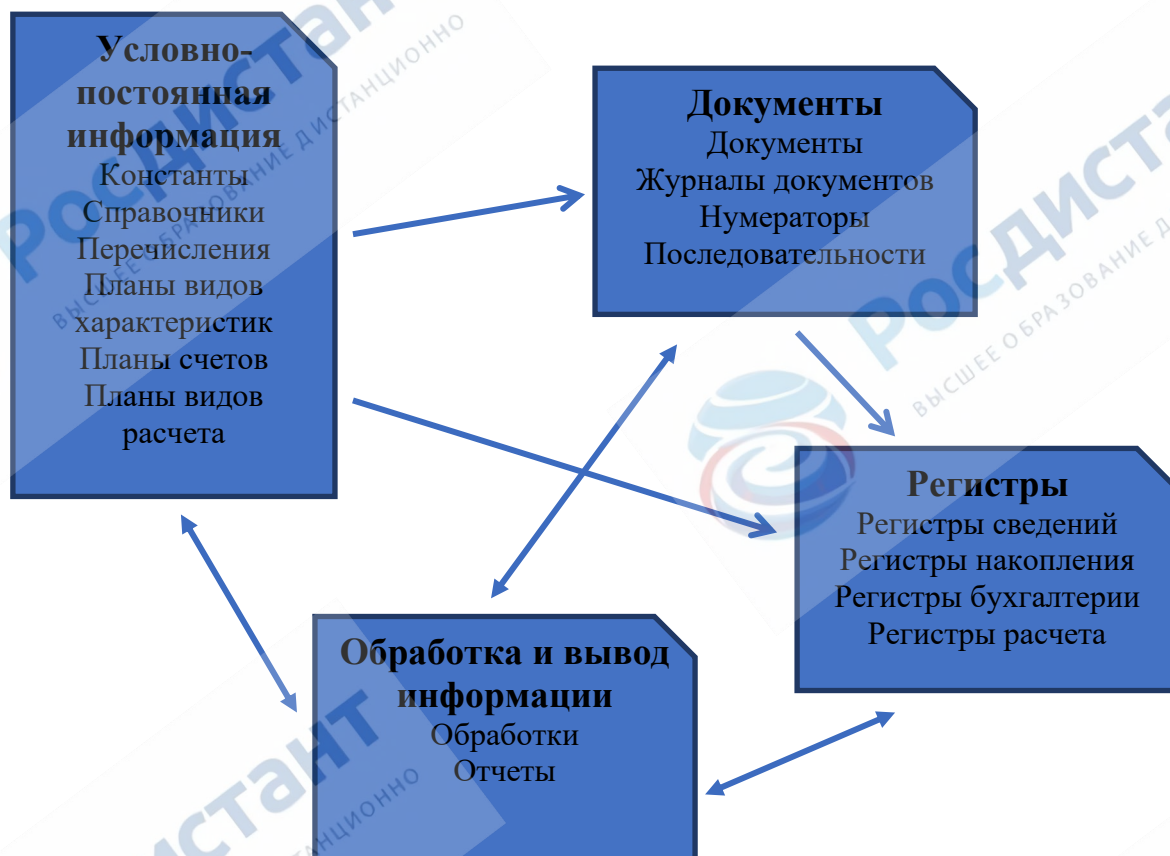 Условно-
постоянная
информация
Константы
Справочники
Перечисления
Планы видов
характеристик
Планы счетов
Планы видов
расчета
Документы
Документы
Журналы документов
Нумераторы
Последовательности
Регистры
Регистры сведений
Регистры накопления
Регистры бухгалтерии
Регистры расчета
Обработка и вывод
информации
Обработки
Отчеты
Росдистант
ВЫСШЕЕ ОБРАЗОВАНИЕ ДИСТАНЦИОННО